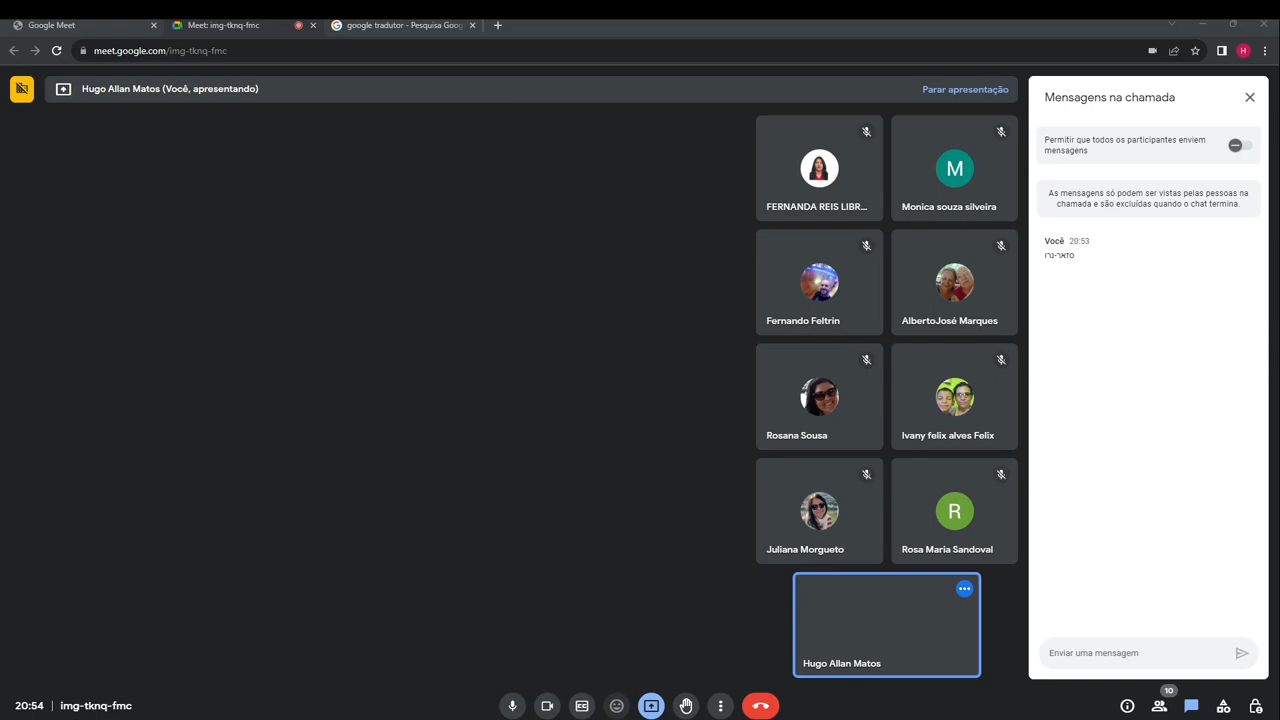 Google Meet
Meet: img-tknq-fmc
google tradutor - Pesquisa Goog
meet.google.com/img-tknq-fmc
H
Hugo Allan Matos (Você, apresentando)
Parar apresentação
FERNANDA REIS LIBR...
M
Monica souza silveira
Fernando Feltrin
AlbertoJosé Marques
Rosana Sousa
Ivany felix alves Felix
Juliana Morgueto
R
Rosa Maria Sandoval
Hugo Allan Matos
Mensagens na chamada
Permitir que todos os participantes enviem
mensagens
As mensagens só podem ser vistas pelas pessoas na
chamada e são excluídas quando o chat termina.
Você 20:53
סזאר-נרו
Enviar uma mensagem
20:54 | img-tknq-fmc
10